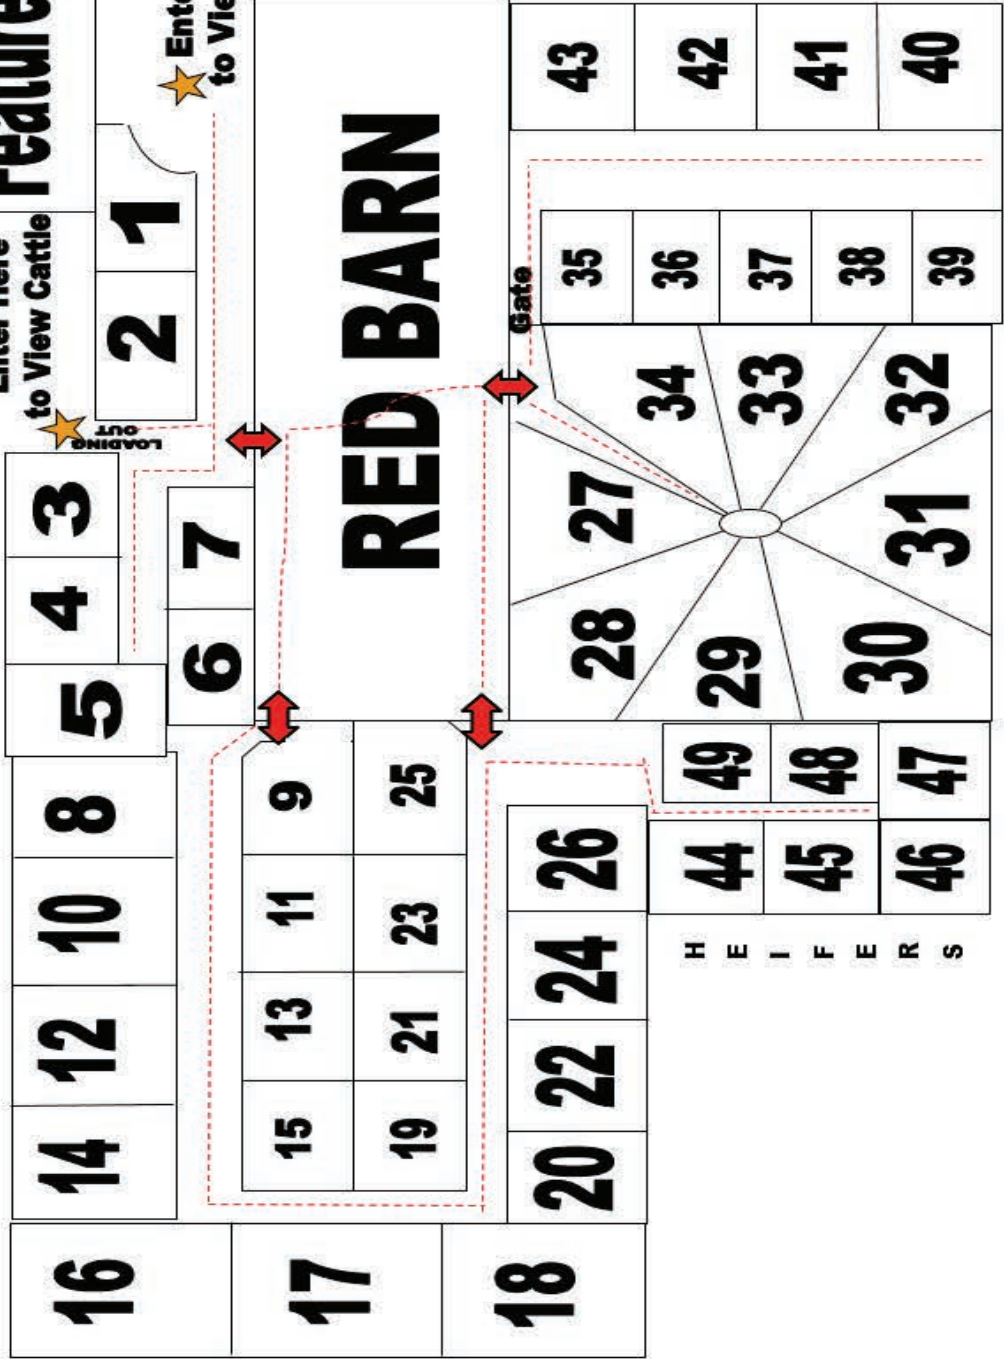 Feature
Enter Here
to View Cattle
Ente
to Vie
LOADING
OUT
16 14 12 10 8 5 4 3 2 1
6 7
17 15 13 11 9
RED BARN
19 21 23 25
18 20 22 24 26
Gate
28 27 34 35 43
44 49 29 33 36 42
45 48 37 41
46 47 30 31 32 38 40
39
H
E
I
F
E
R
S